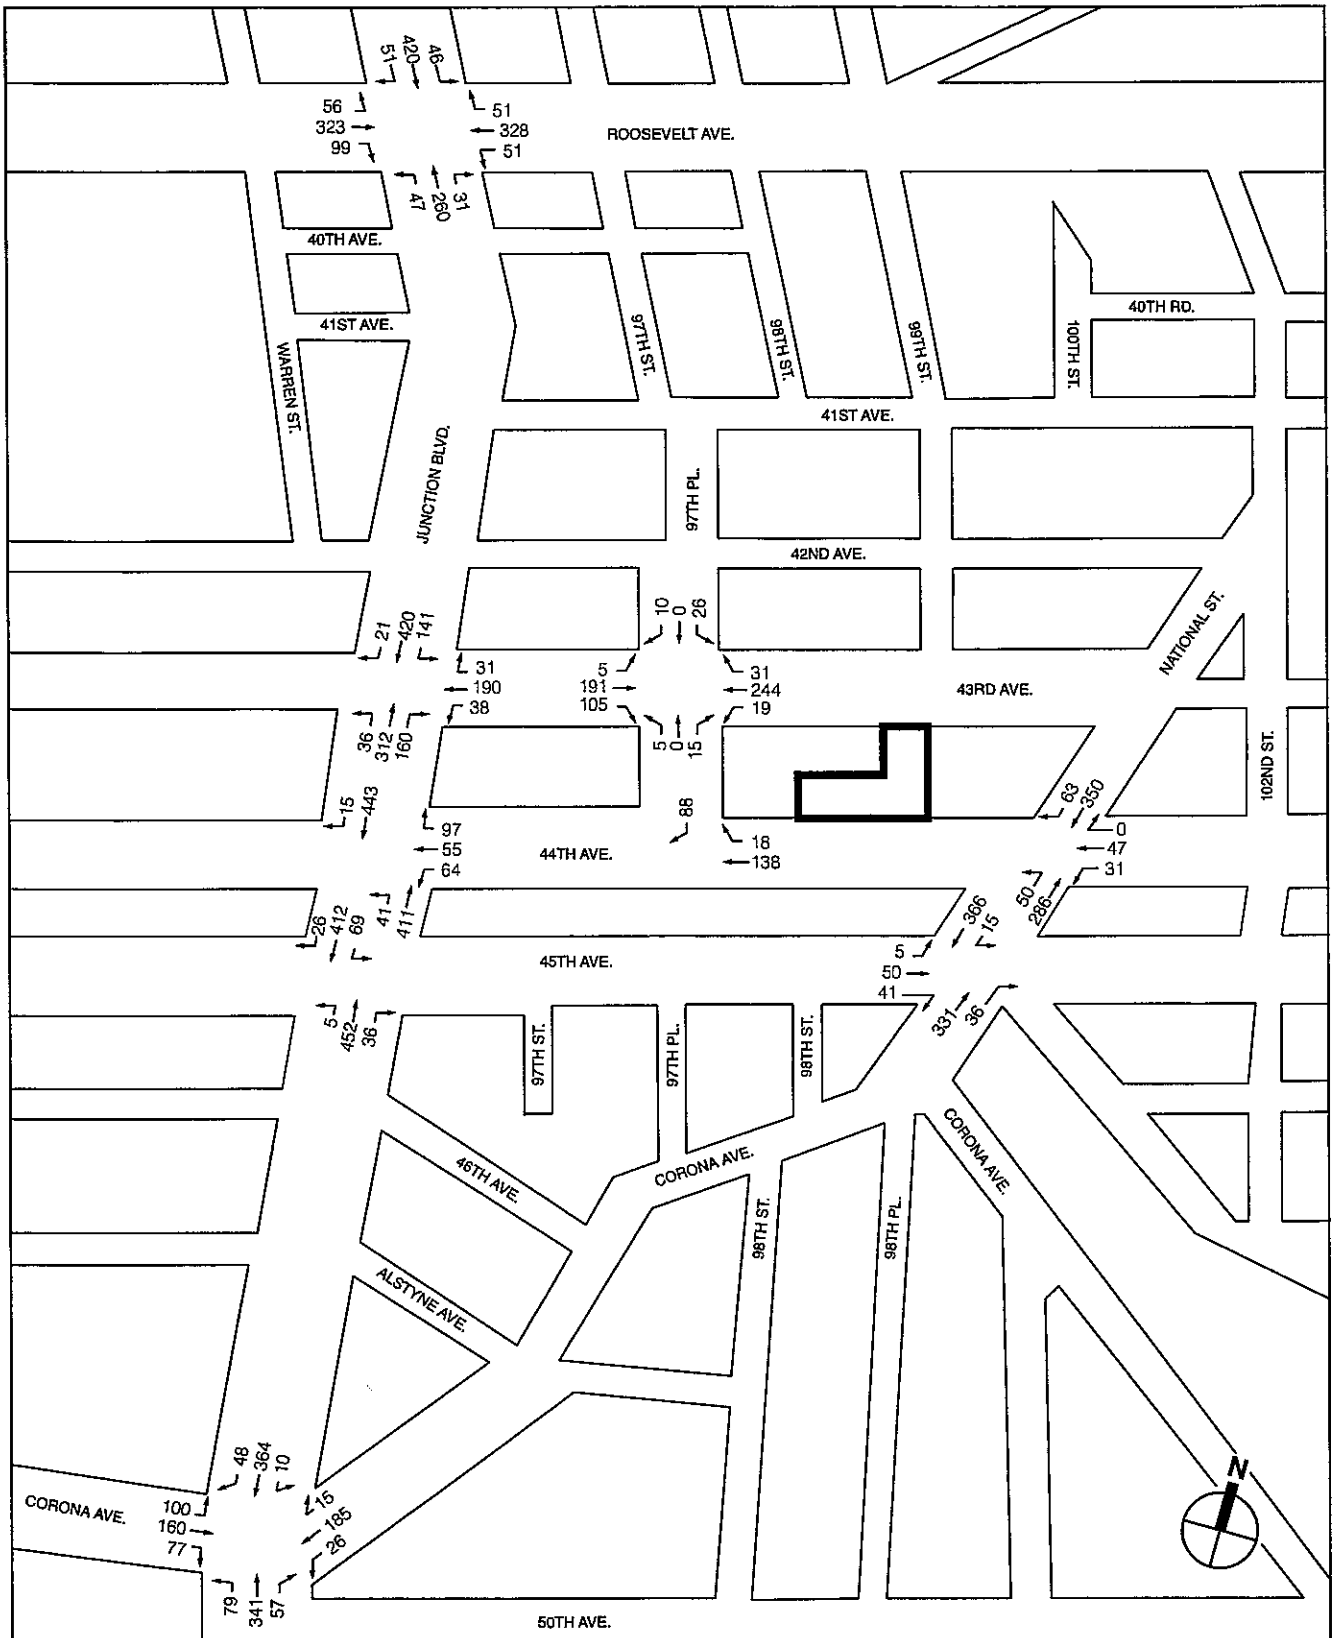 51 420 46
56
323
99
51
328
51
ROOSEVELT AVE.
47 260 31
40TH AVE.
41ST AVE.
WARREN ST.
JUNCTION BLVD.
97TH ST.
98TH ST.
99TH ST.
100TH ST.
40TH RD.
41ST AVE.
97TH PL.
42ND AVE.
NATIONAL ST.
102ND ST.
21 420 141
31
190
38
36 312 160
10 0 26
5
191
105
31
244
19
5 0 15
43RD AVE.
15 443
97
55
64
41 411
44TH AVE.
88
18
138
63 350
0
47
31
50 286
26 412 69
5 452 36
45TH AVE.
366 15
5
50
41
331 36
97TH ST.
97TH PL.
98TH ST.
46TH AVE.
CORONA AVE.
CORONA AVE.
98TH ST.
98TH PL.
ALSTYNE AVE.
48 364 10
CORONA AVE.
100
160
77
15
185
26
79 341 57
50TH AVE.
N